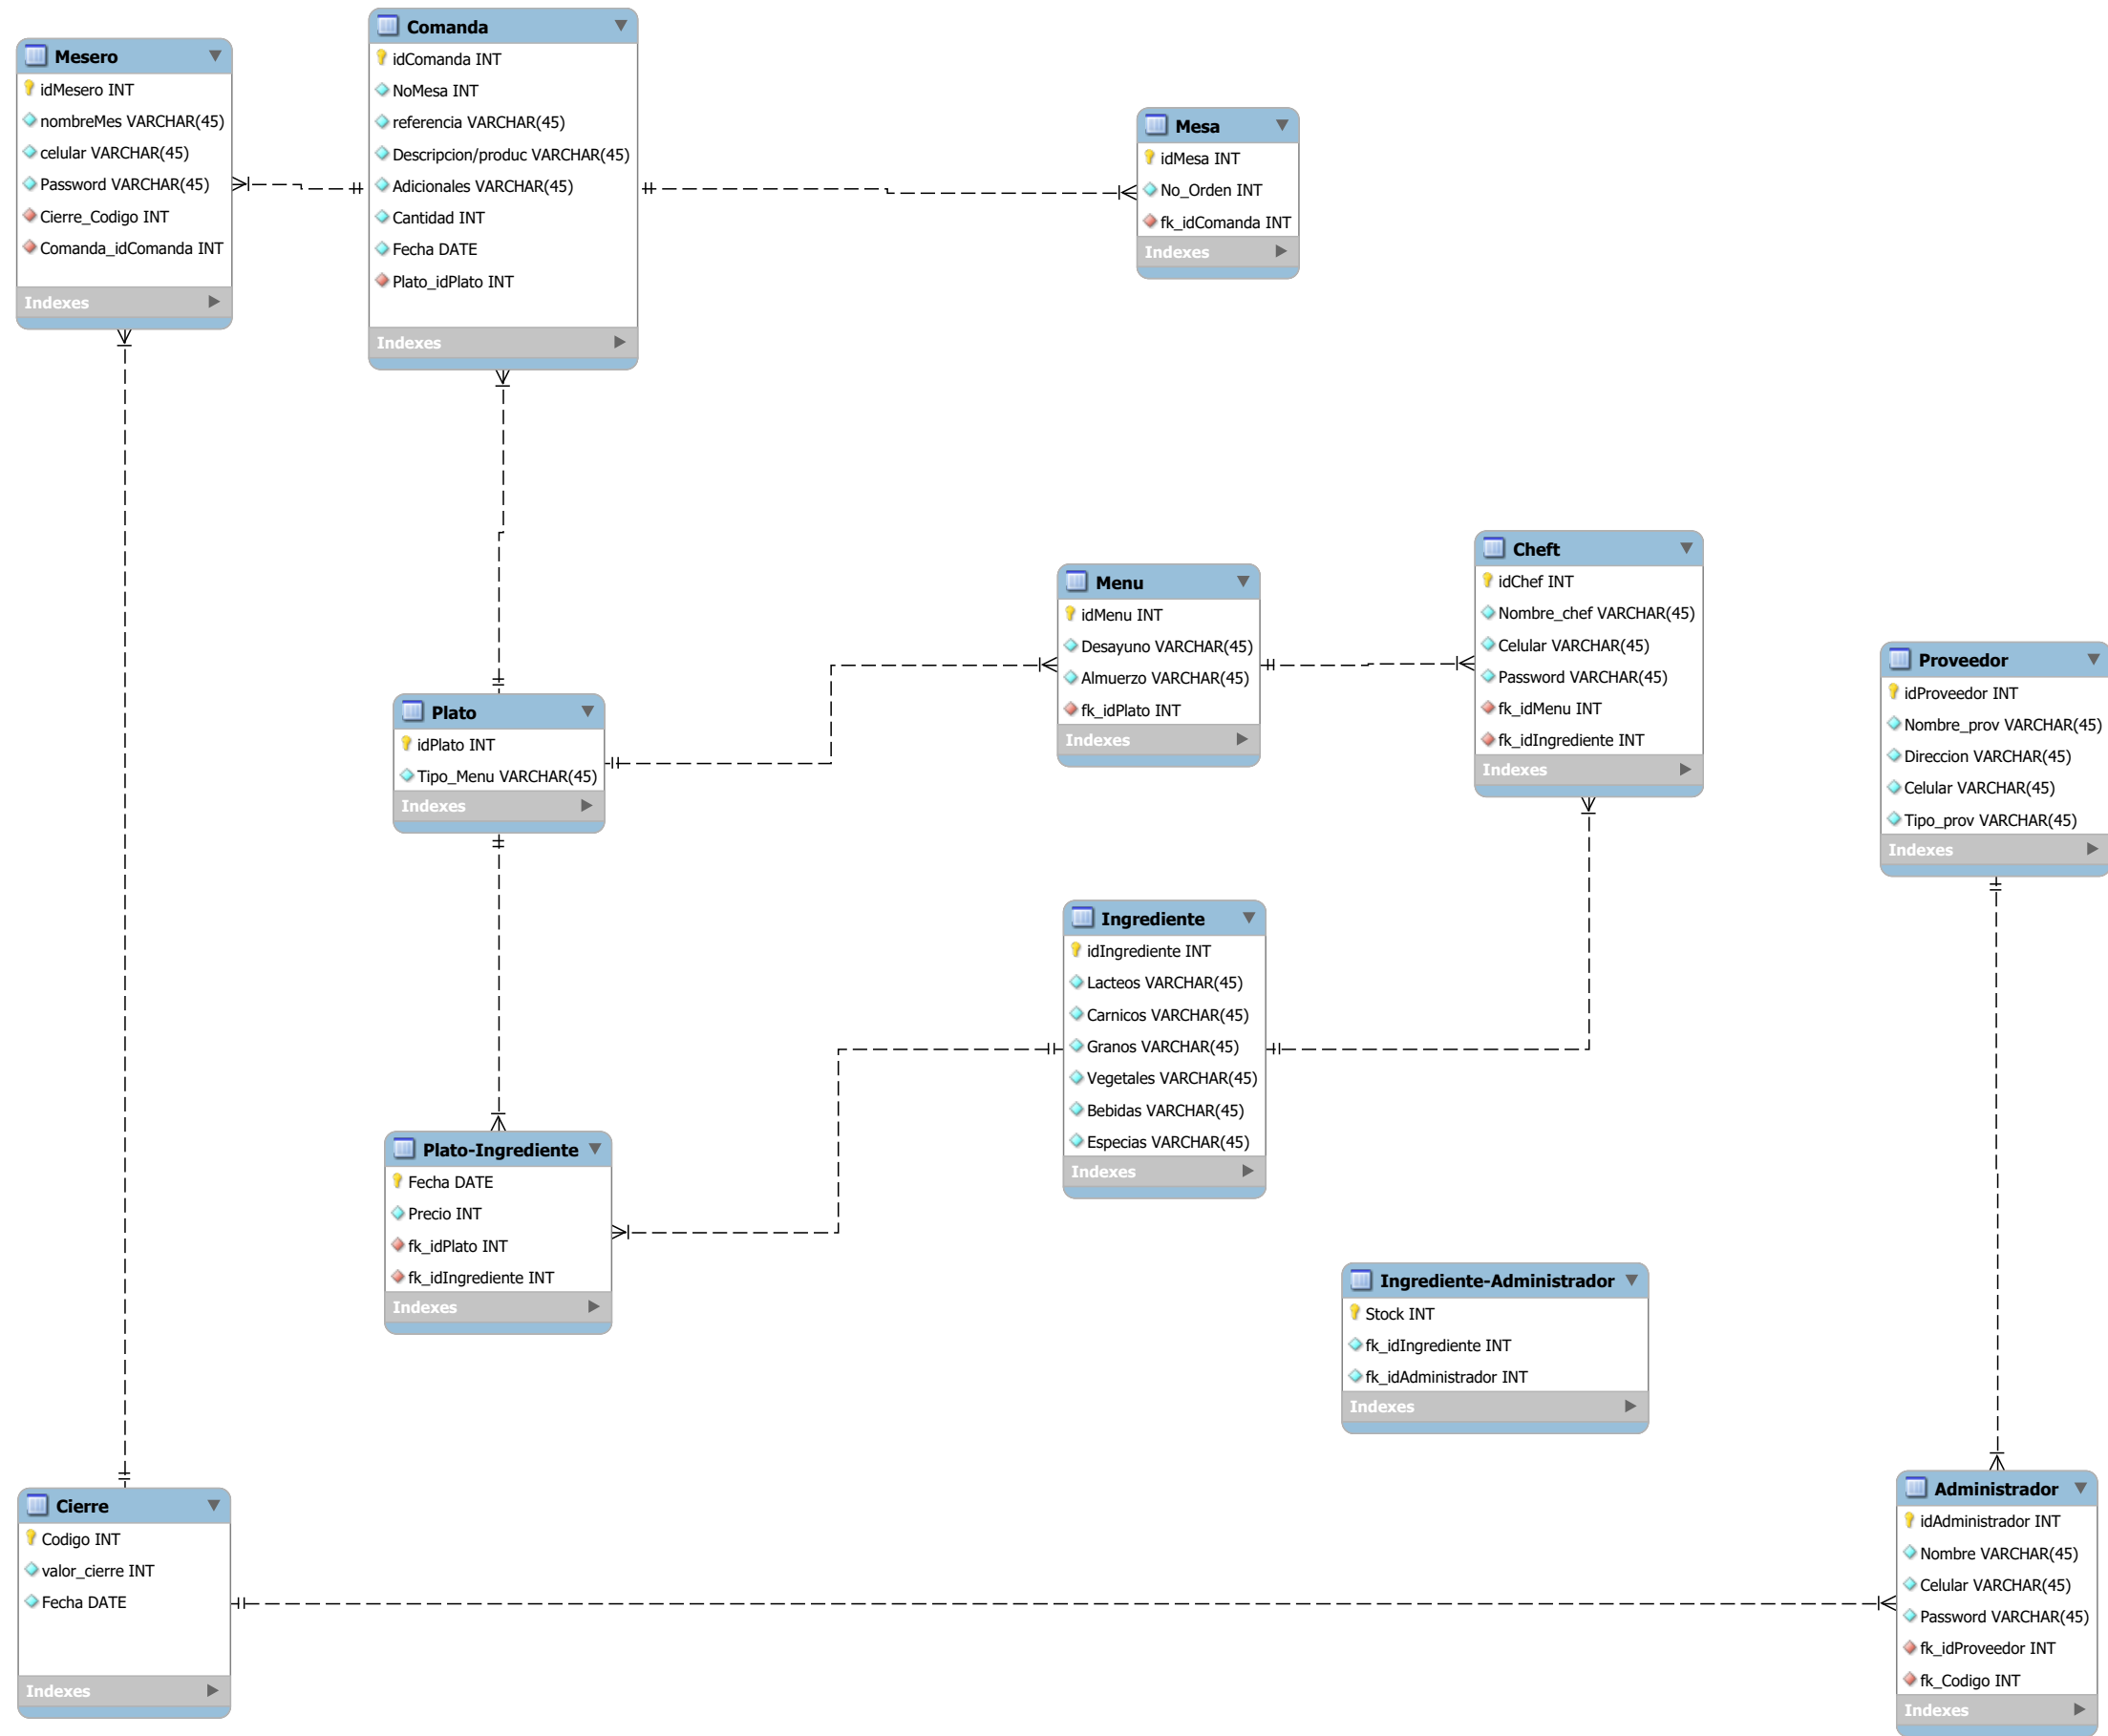 Mesero
idMesero INT
nombreMes VARCHAR(45)
celular VARCHAR(45)
Password VARCHAR(45)
Cierre_Codigo INT
Comanda_idComanda INT
Indexes
Comanda
idComanda INT
NoMesa INT
referencia VARCHAR(45)
Descripcion/produc VARCHAR(45)
Adicionales VARCHAR(45)
Cantidad INT
Fecha DATE
Plato_idPlato INT
Indexes
Mesa
idMesa INT
No_Orden INT
fk_idComanda INT
Indexes
Cheft
idChef INT
Nombre_chef VARCHAR(45)
Celular VARCHAR(45)
Password VARCHAR(45)
fk_idMenu INT
fk_idIngrediente INT
Indexes
Menu
idMenu INT
Desayuno VARCHAR(45)
Almuerzo VARCHAR(45)
fk_idPlato INT
Indexes
Proveedor
idProveedor INT
Nombre_prov VARCHAR(45)
Direccion VARCHAR(45)
Celular VARCHAR(45)
Tipo_prov VARCHAR(45)
Indexes
Plato
idPlato INT
Tipo_Menu VARCHAR(45)
Indexes
Ingrediente
idIngrediente INT
Lacteos VARCHAR(45)
Carnicos VARCHAR(45)
Granos VARCHAR(45)
Vegetales VARCHAR(45)
Bebidas VARCHAR(45)
Especias VARCHAR(45)
Indexes
Plato-Ingrediente
Fecha DATE
Precio INT
fk_idPlato INT
fk_idIngrediente INT
Indexes
Ingrediente-Administrador
Stock INT
fk_idIngrediente INT
fk_idAdministrador INT
Indexes
Cierre
Codigo INT
valor_cierre INT
Fecha DATE
Indexes
Administrador
idAdministrador INT
Nombre VARCHAR(45)
Celular VARCHAR(45)
Password VARCHAR(45)
fk_idProveedor INT
fk_Codigo INT
Indexes